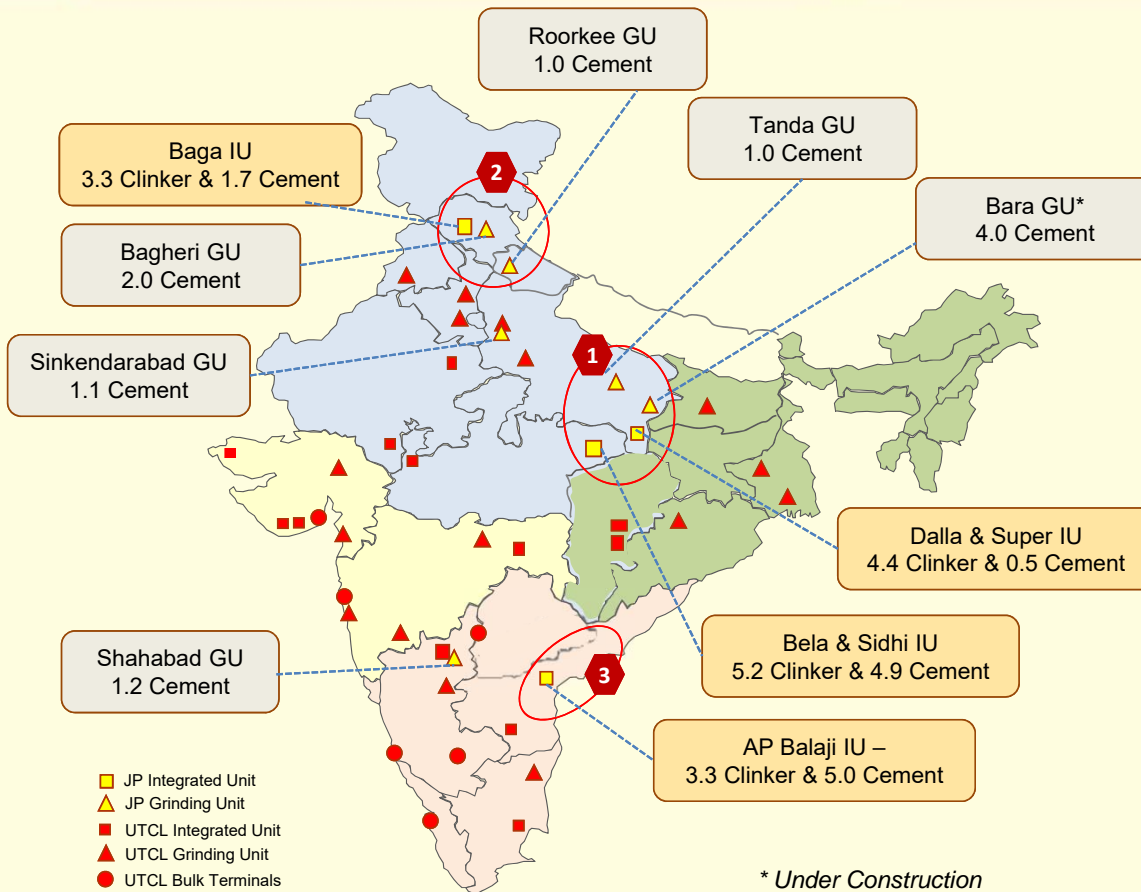 Roorkee GU
1.0 Cement
Tanda GU
1.0 Cement
Baga IU
3.3 Clinker & 1.7 Cement
2
Bara GU*
4.0 Cement
Bagheri GU
2.0 Cement
Sinkendarabad GU
1.1 Cement
1
Dalla & Super IU
4.4 Clinker & 0.5 Cement
Bela & Sidhi IU
5.2 Clinker & 4.9 Cement
Shahabad GU
1.2 Cement
3
AP Balaji IU –
3.3 Clinker & 5.0 Cement
JP Integrated Unit
JP Grinding Unit
UTCL Integrated Unit
UTCL Grinding Unit
UTCL Bulk Terminals
* Under Construction